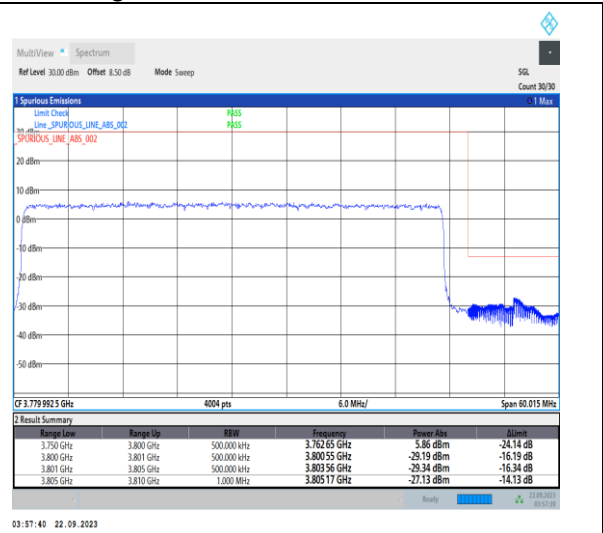 MultiView Spectrum
Ref Level 30.00 dBm Offset 8.50 dB Mode Sweep SGL
Count 30/30
1 Spurious Emissions 1 Max
Limit Check PASS
Line _SPURIOUS_LINE_ABS_002 PASS
30 dBm
_SPURIOUS_LINE_ABS_002
20 dBm
10 dBm
0 dBm
-10 dBm
-20 dBm
-30 dBm
-40 dBm
-50 dBm
CF 3.779 992 5 GHz 4004 pts 6.0 MHz/ Span 60.015 MHz
2 Result Summary
Range Low Range Up RBW Frequency Power Abs ΔLimit
3.750 GHz 3.800 GHz 500.000 kHz 3.762 65 GHz 5.86 dBm -24.14 dB
3.800 GHz 3.801 GHz 500.000 kHz 3.800 55 GHz -29.19 dBm -16.19 dB
3.801 GHz 3.805 GHz 500.000 kHz 3.803 56 GHz -29.34 dBm -16.34 dB
3.805 GHz 3.810 GHz 1.000 MHz 3.805 17 GHz -27.13 dBm -14.13 dB
Ready 22.09.2023
03:57:39
03:57:40 22.09.2023